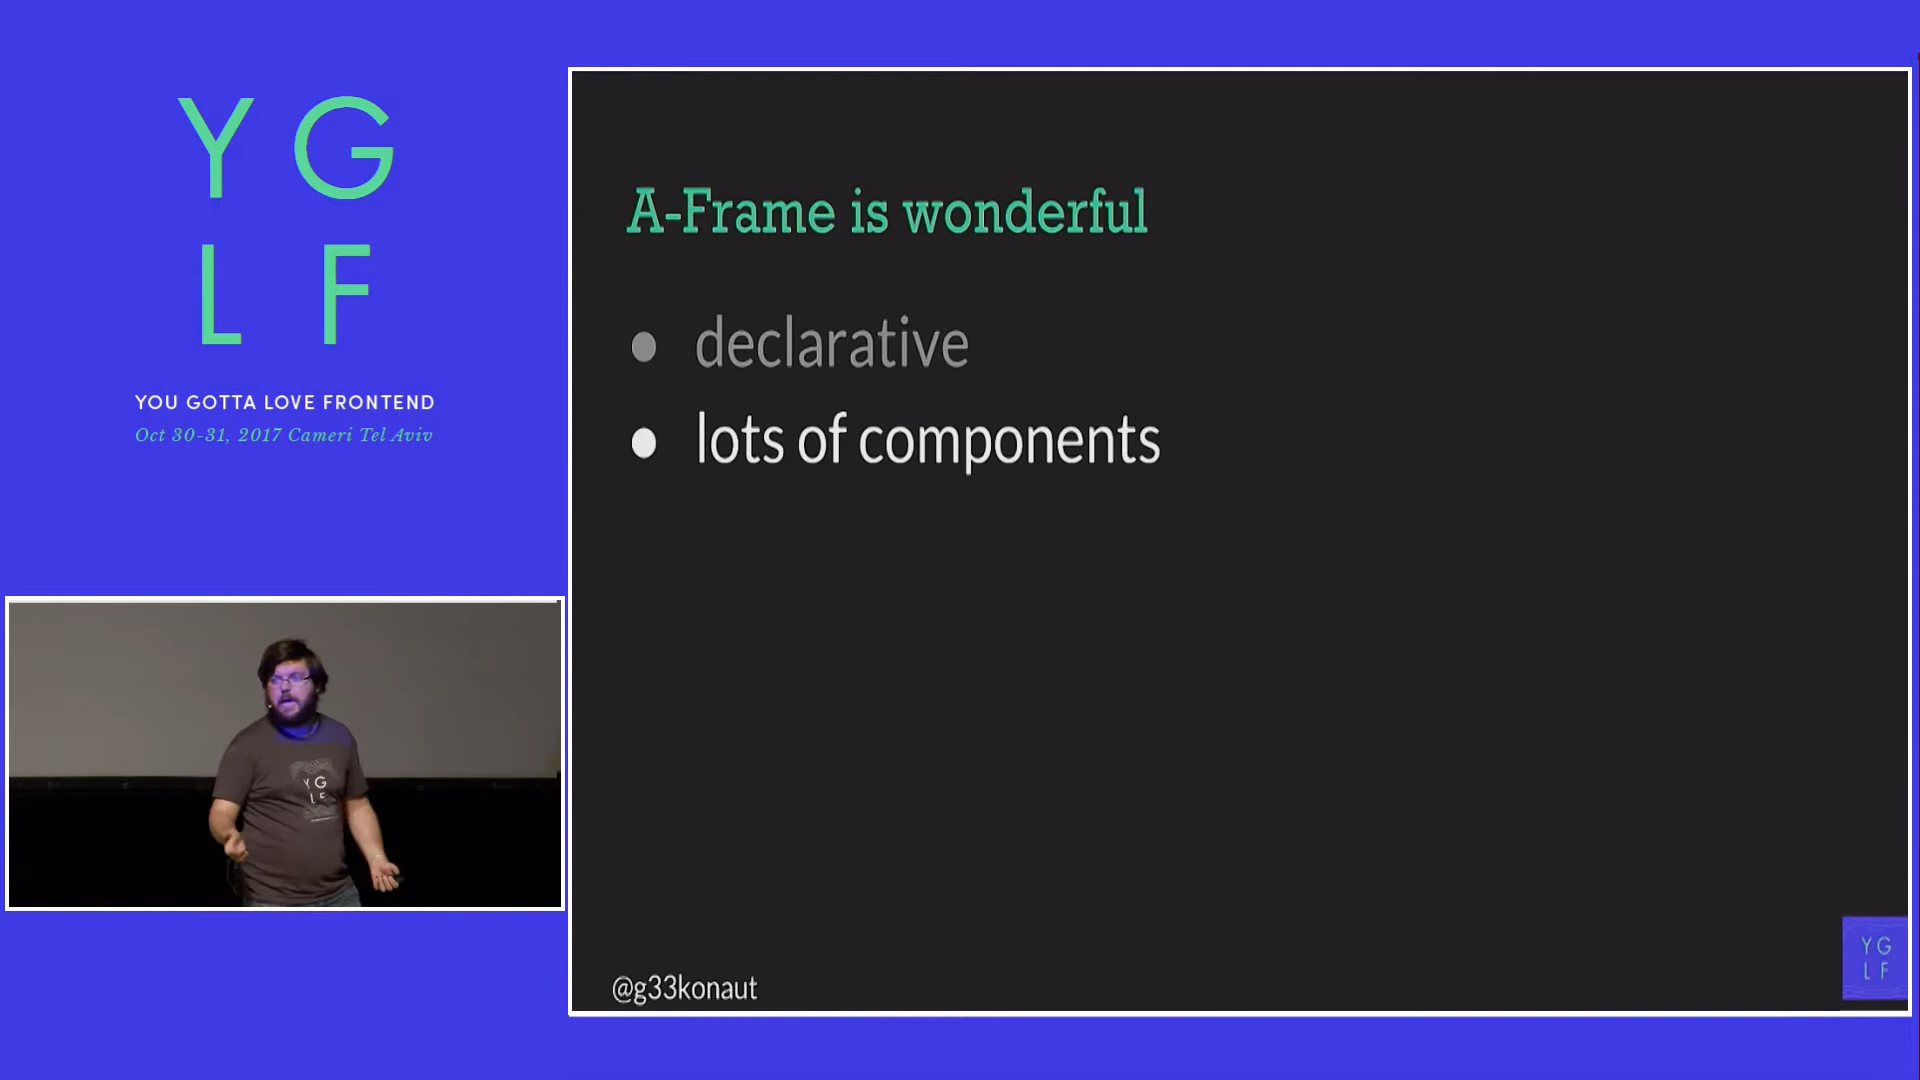 Y G
L F
YOU GOTTA LOVE FRONTEND
Oct 30-31, 2017 Cameri Tel Aviv
A-Frame is wonderful
● declarative
● lots of components
@g33konaut
Y G
L F
Y G
L F